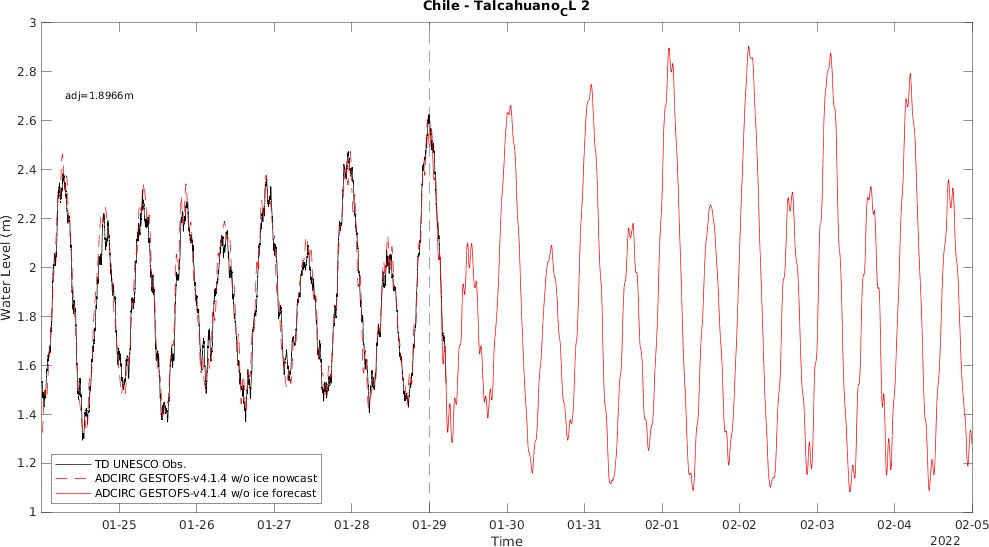 Chile - Talcahuano_CL 2
3
2.8
adj=1.8966m
2.6
2.4
2.2
2
1.8
1.6
1.4
1.2
1
Water Level (m)
TD UNESCO Obs.
ADCIRC GESTOFS-v4.1.4 w/o ice nowcast
ADCIRC GESTOFS-v4.1.4 w/o ice forecast
01-25 01-26 01-27 01-28 01-29 01-30 01-31 02-01 02-02 02-03 02-04 02-05
Time
2022